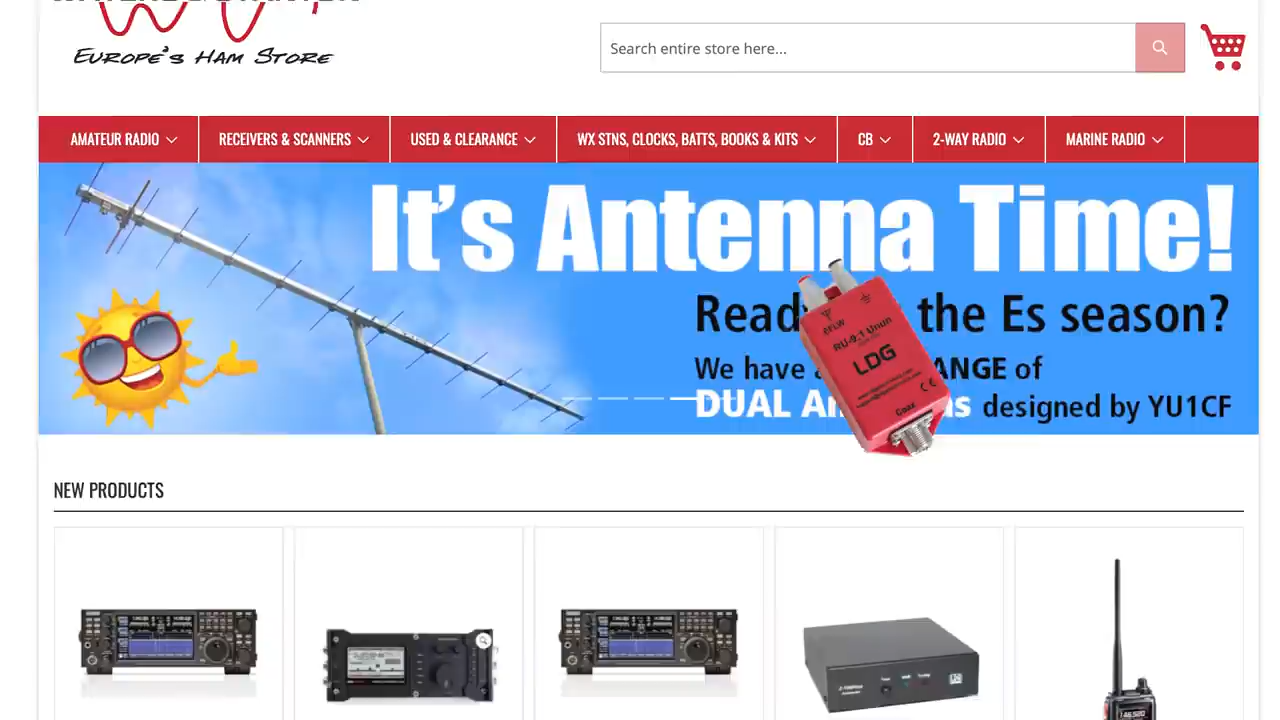 Europe's Ham Store
Search entire store here...
AMATEUR RADIO
RECEIVERS & SCANNERS
USED & CLEARANCE
WX STNS, CLOCKS, BATTS, BOOKS & KITS
CB
2-WAY RADIO
MARINE RADIO
It's Antenna Time!
the Es season?
We have
of
DUAL
designed by YU1CF
RU-9:1 Unun
LDG
Coax
NEW PRODUCTS